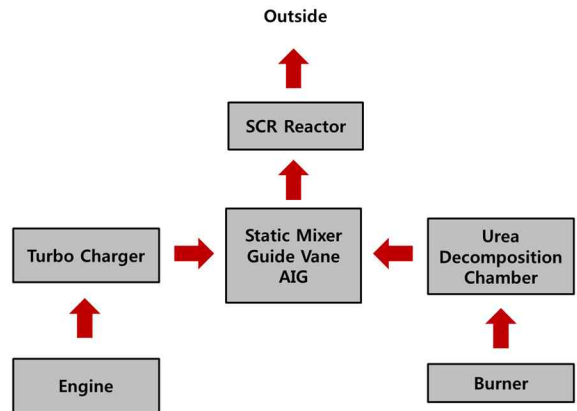 Outside
SCR Reactor
Static Mixer
Guide Vane
AIG
Turbo Charger
Urea
Decomposition
Chamber
Engine
Burner